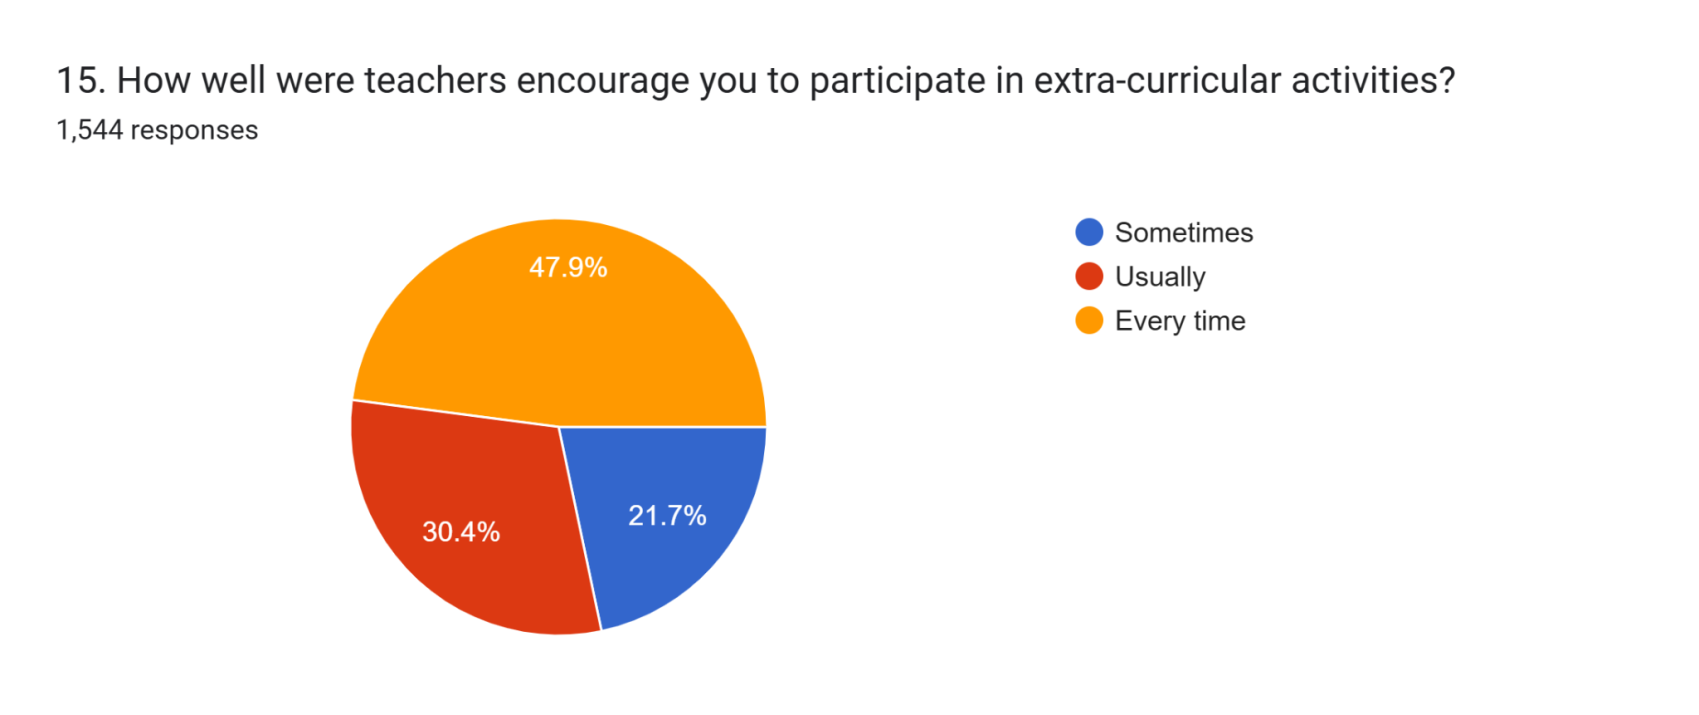 15. How well were teachers encourage you to participate in extra-curricular activities?
1,544 responses
47.9%
30.4%
21.7%
Sometimes
Usually
Every time